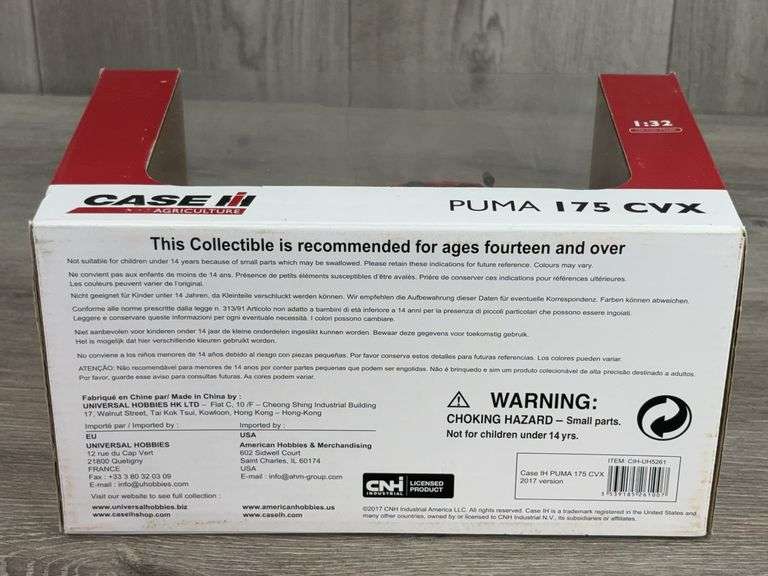 1:32
CASE IH
AGRICULTURE
PUMA 175 CVX
This Collectible is recommended for ages fourteen and over
Not suitable for children under 14 years because of small parts which may be swallowed. Please retain these indications for future reference. Colours may vary.
Ne convient pas aux enfants de moins de 14 ans. Présence de petits éléments susceptibles d'être avalés. Prière de conserver ces indications pour références ultérieures.
Les couleurs peuvent varier de l'original.
Nicht geeignet für Kinder unter 14 Jahren, da Kleinteile verschluckt werden können. Wir empfehlen die Aufbewahrung dieser Daten für eventuelle Korrespondenz. Farben können abweichen.
Conforme alle norme prescritte dalla legge n. 313/91 Articolo non adatto a bambini di età inferiore a 14 anni per la presenza di piccoli particolari che possono essere ingoiati.
Leggere e conservare queste informazioni per ogni eventuale necessità. I colori possono cambiare.
Niet aanbevolen voor kinderen onder 14 jaar de kleine onderdelen ingeslikt kunnen worden. Bewaar deze gegevens voor toekomstig gebruik.
Het is mogelijk dat hier verschillende kleuren gebruikt worden.
No conviene a los niños menores de 14 años debido al riesgo con piezas pequeñas. Por favor conserva estos detalles para futuras referencias. Los colores pueden variar.
ATENÇÃO: Não recomendável para menores de 14 anos por conter partes pequenas que podem ser engolidas. Não é brinquedo e sim um produto colecionável de alta precisão destinado a adultos.
Por favor, guarde esse aviso para consultas futuras. As cores podem variar.
Fabriqué en Chine par/ Made in China by :
UNIVERSAL HOBBIES HK LTD – Flat C, 10 /F – Cheong Shing Industrial Building
17, Walnut Street, Tai Kok Tsui, Kowloon, Hong Kong – Hong-Kong
Importé par / Imported by :
EU
UNIVERSAL HOBBIES
12 rue du Cap Vert
21800 Quetigny
FRANCE
Fax : +33 3 80 32 03 09
E-mail : info@uhobbies.com
Imported by :
USA
American Hobbies & Merchandising
602 Sidwell Court
Saint Charles, IL 60174
USA
E-mail : info@ahm-group.com
Visit our website to see full collection :
www.universalhobbies.biz
www.caseihshop.com
www.americanhobbies.us
www.caseih.com
WARNING:
CHOKING HAZARD – Small parts.
Not for children under 14 yrs.
CNH
INDUSTRIAL
LICENSED
PRODUCT
ITEM: CIH-UH5261
Case IH PUMA 175 CVX
2017 version
3 539185 261007
©2017 CNH Industrial America LLC. All rights reserved. Case IH is a trademark registered in the United States and
many other countries, owned by or licensed to CNH Industrial N.V., its subsidiaries or affiliates.